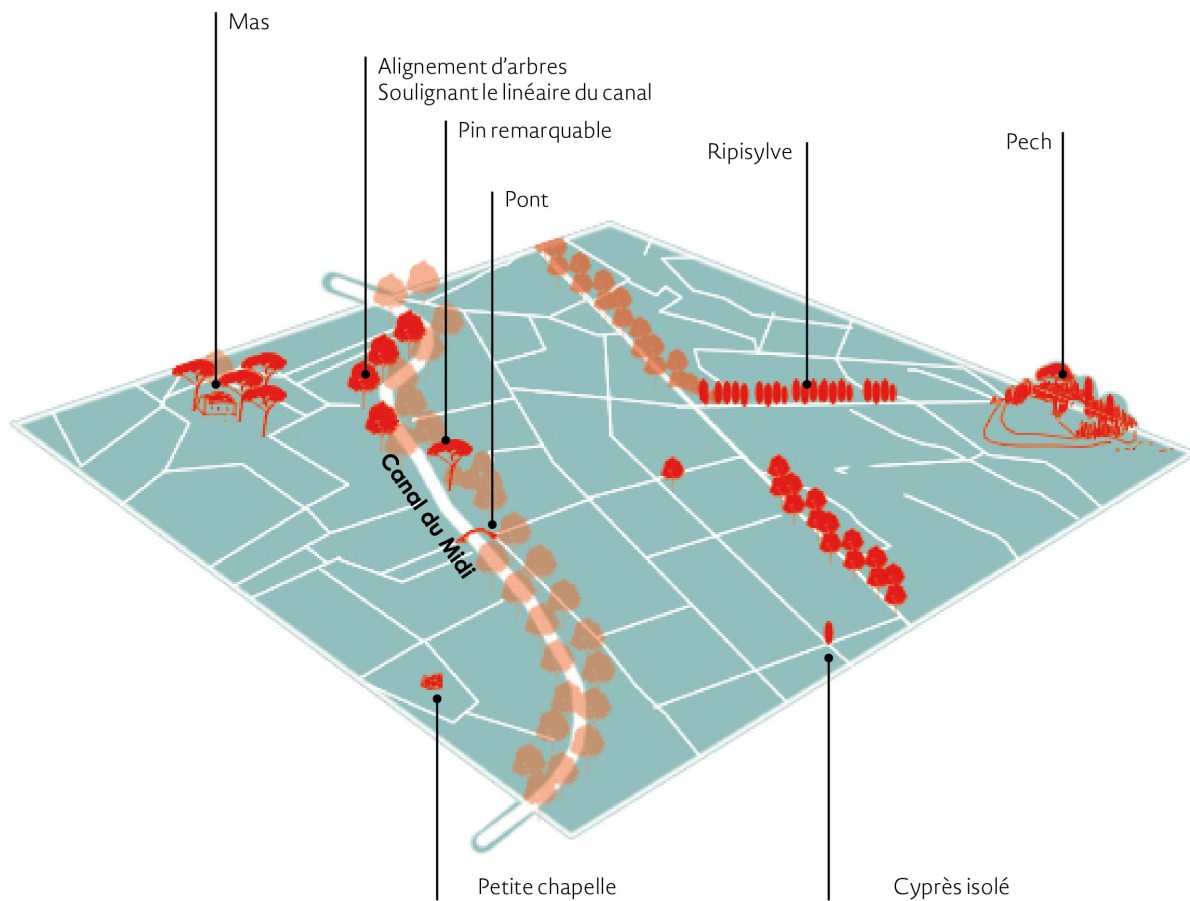 Mas
Alignement d’arbres
Soulignant le linéaire du canal
Pin remarquable
Ripisylve
Pech
Pont
Canal du Midi
Petite chapelle
Cyprès isolé